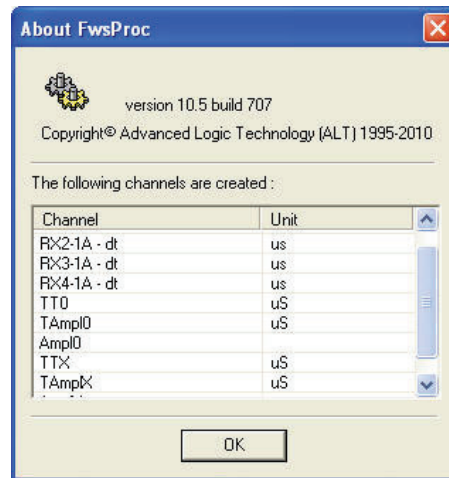 About FwsProc
version 10.5 build 707
Copyright© Advanced Logic Technology (ALT) 1995-2010
The following channels are created :
Channel Unit
RX2-1A - dt us
RX3-1A - dt us
RX4-1A - dt us
TT0 uS
TAmpl0 uS
Ampl0
TTX uS
TAmplX uS
OK